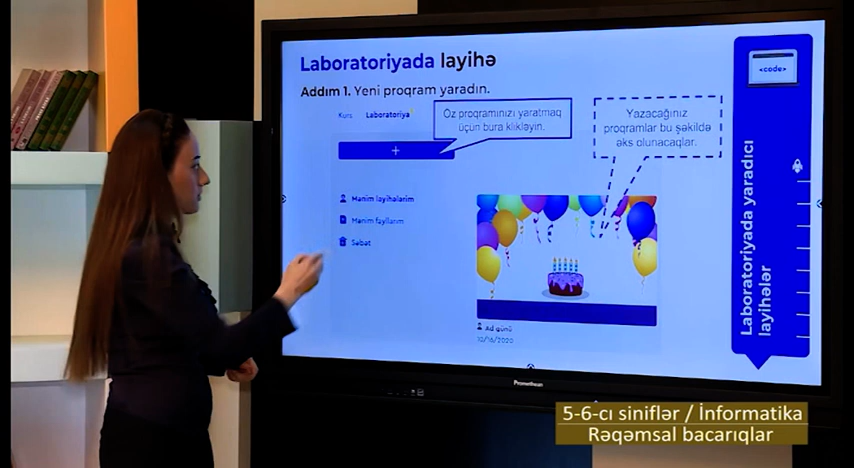 Laboratoriyada layihə
Addım 1. Yeni proqram yaradın.
Kurs Laboratoriya
Öz proqramınızı yaratmaq
üçün bura klikləyin.
+
Yazacağınız
proqramlar bu şəkildə
əks olunacaqlar.
Mənim layihələrim
Mənim fayllarım
Səbət
Ad günü
10/16/2020
<code>
Laboratoriyada yaradıcı
layihələr
Promethean
5-6-cı siniflər / İnformatika
Rəqəmsal bacarıqlar